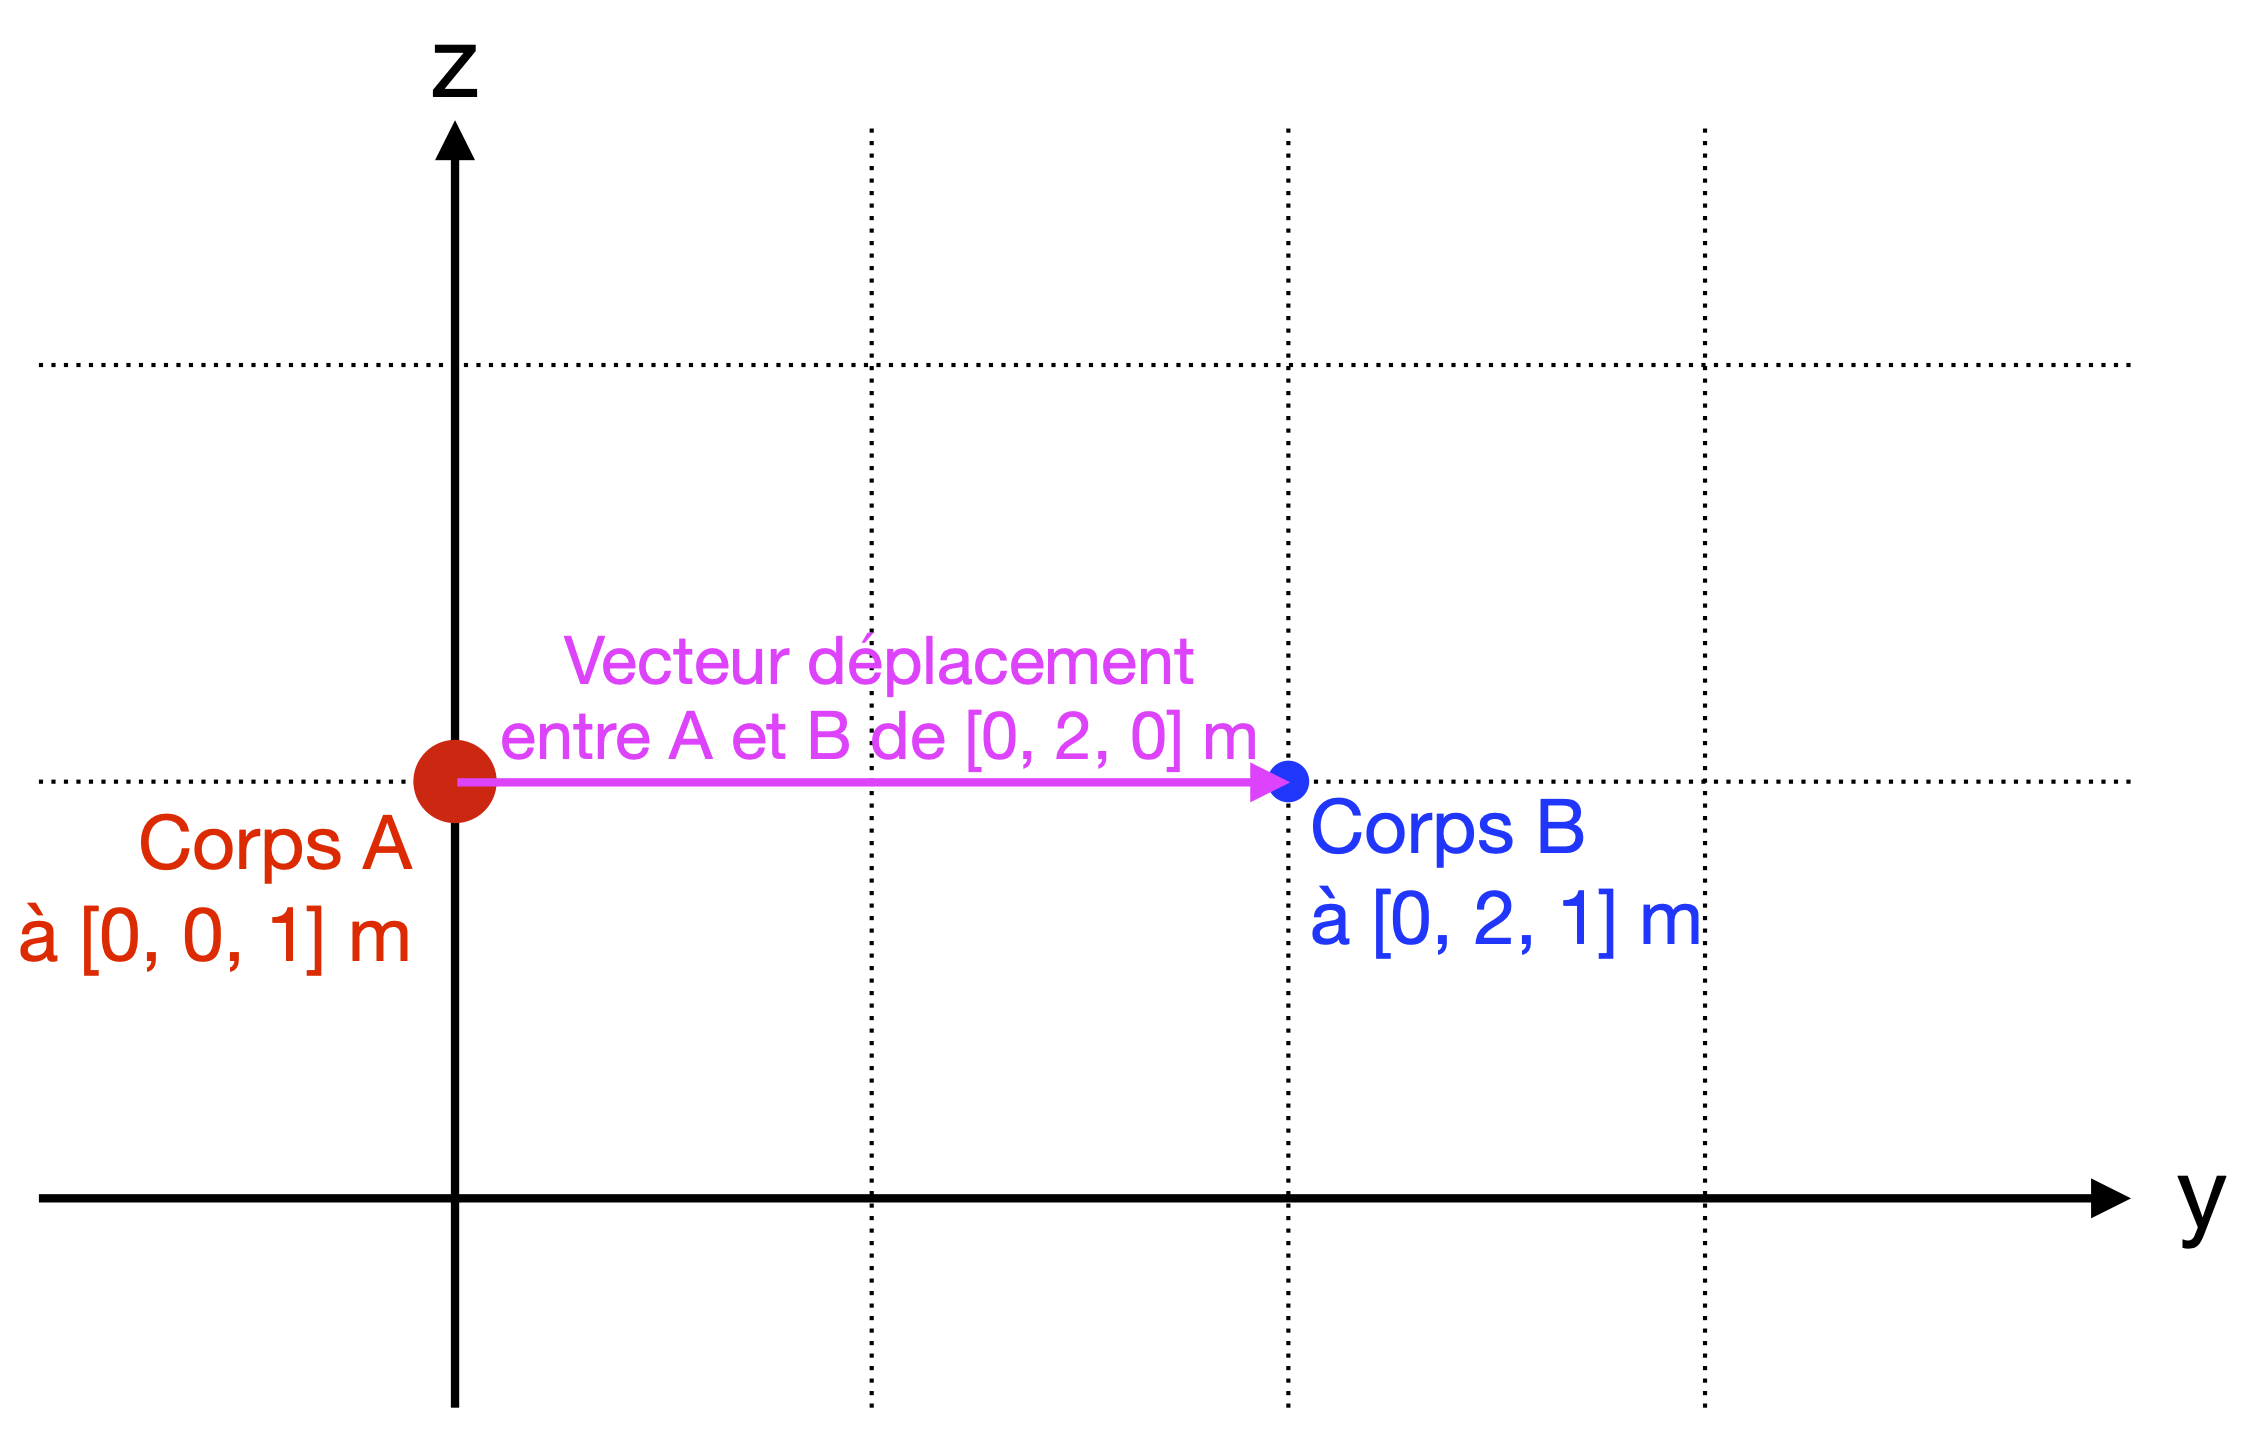 z
Vecteur déplacement
entre A et B de [0, 2, 0] m
Corps A
à [0, 0, 1] m
Corps B
à [0, 2, 1] m
y